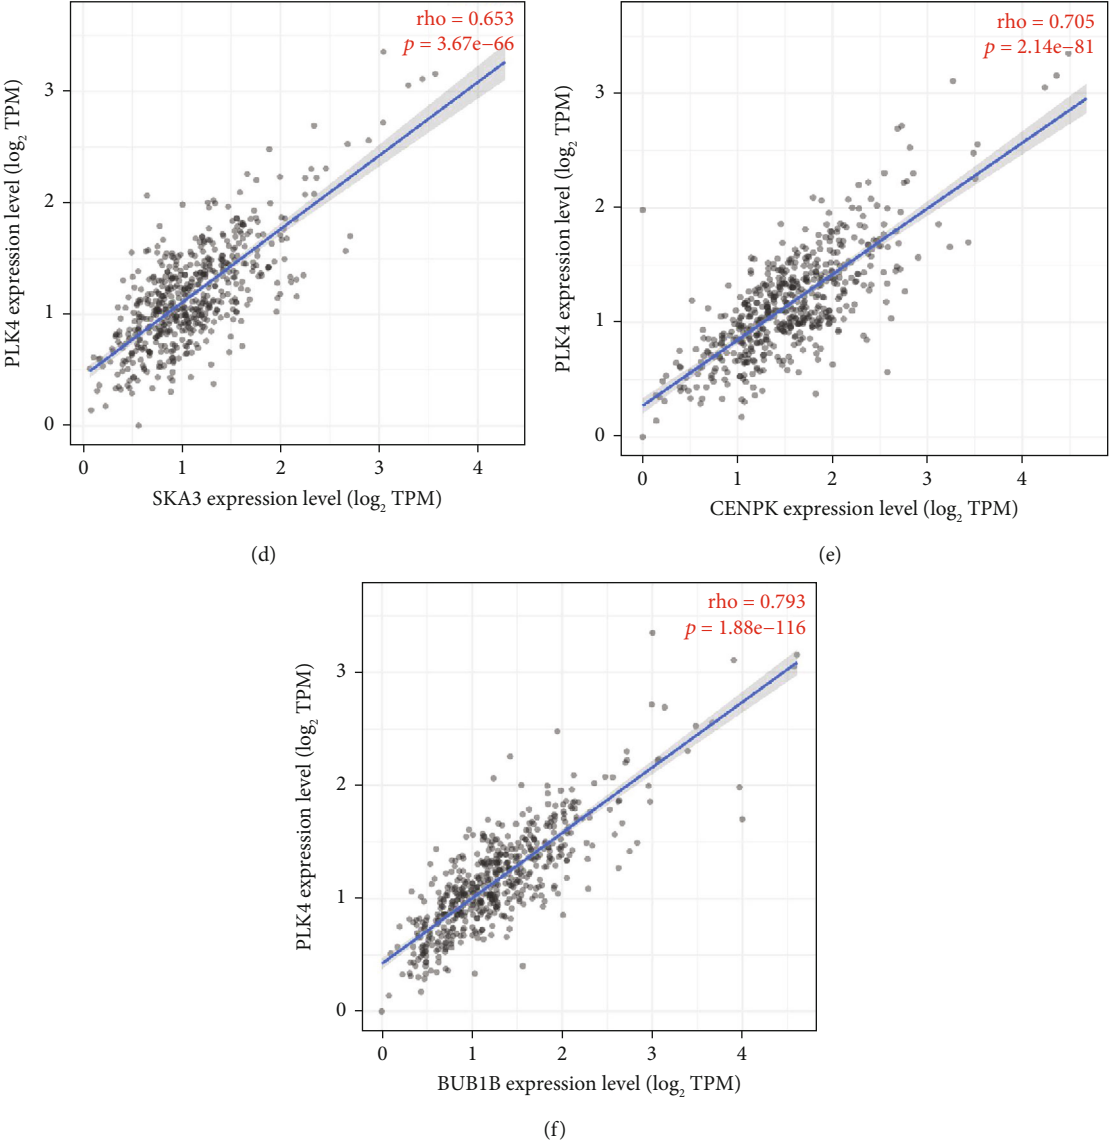 rho = 0.653
p = 3.67e−66
PLK4 expression level (log2 TPM)
3
2
1
0
0 1 2 3 4
SKA3 expression level (log2 TPM)
(d)
rho = 0.705
p = 2.14e−81
PLK4 expression level (log2 TPM)
3
2
1
0
0 1 2 3 4
CENPK expression level (log2 TPM)
(e)
rho = 0.793
p = 1.88e−116
PLK4 expression level (log2 TPM)
3
2
1
0
0 1 2 3 4
BUB1B expression level (log2 TPM)
(f)